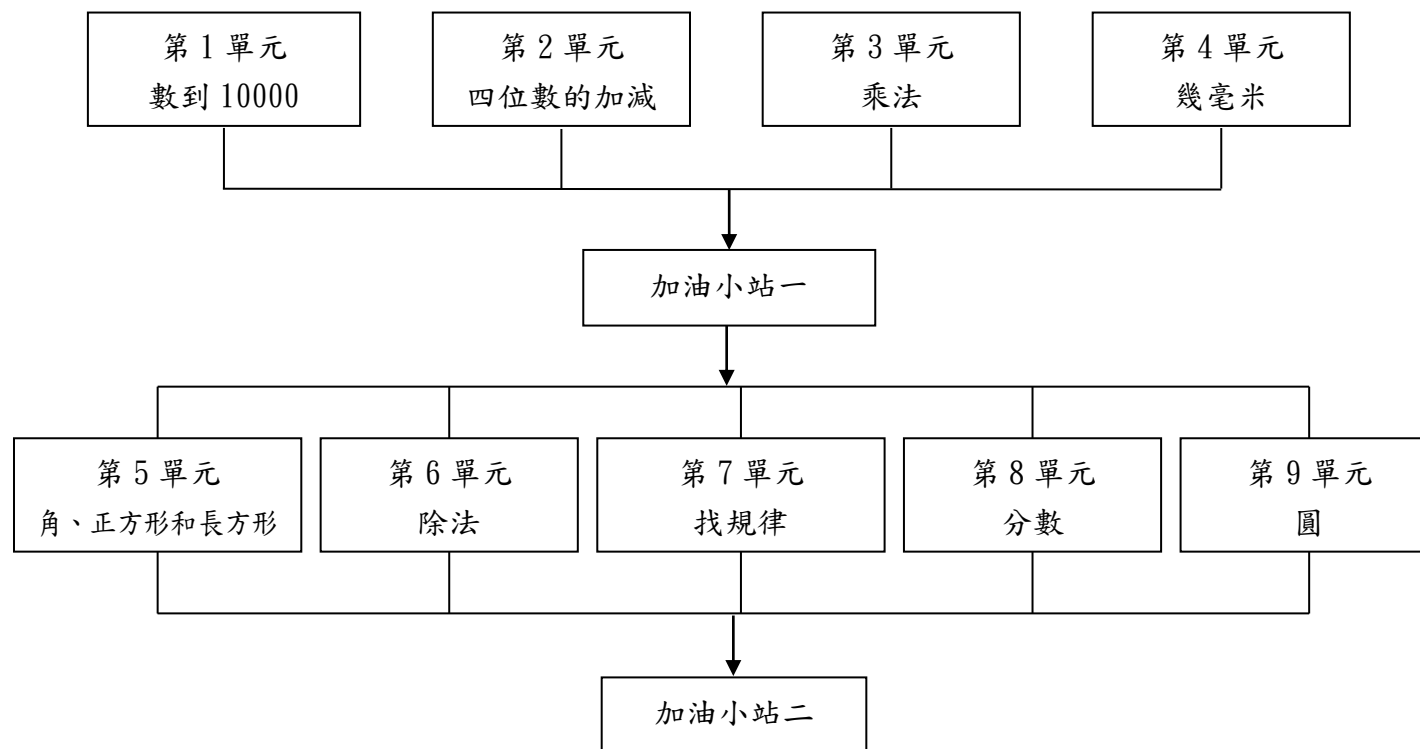 第 1 單元
數到 10000
第 2 單元
四位數的加減
第 3 單元
乘法
第 4 單元
幾毫米
加油小站一
第 5 單元
角、正方形和長方形
第 6 單元
除法
第 7 單元
找規律
第 8 單元
分數
第 9 單元
圓
加油小站二